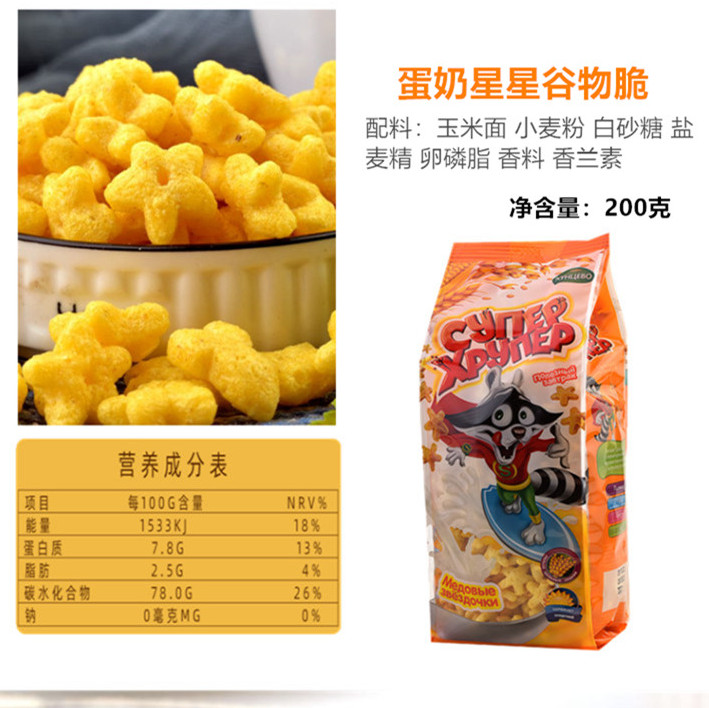 蛋奶星星谷物脆
配料：玉米面 小麦粉 白砂糖 盐
麦精 卵磷脂 香料 香兰素
净含量：200克
СУПЕР
ХРУПЕР
Готовый
завтрак
Медовые
звёздочки
营养成分表
项目 每100G含量 NRV%
能量 1533KJ 18%
蛋白质 7.8G 13%
脂肪 2.5G 4%
碳水化合物 78.0G 26%
钠 0毫克MG 0%